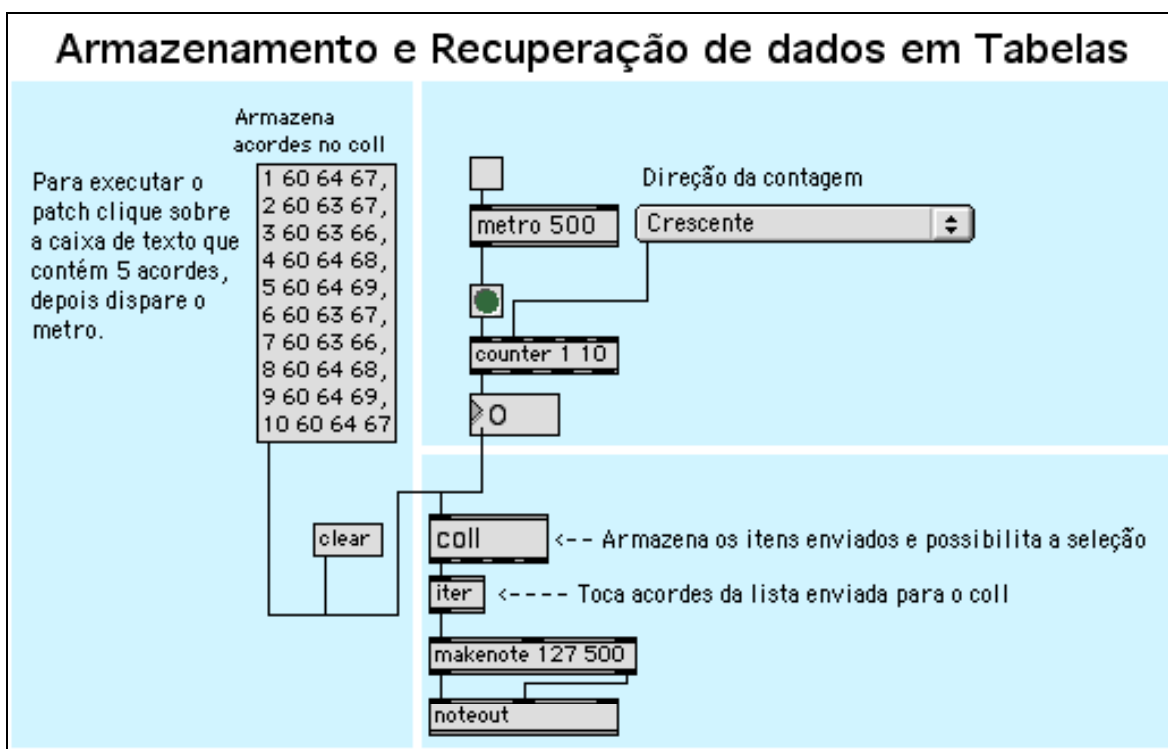 Armazenamento e Recuperação de dados em Tabelas
Armazena
acordes no coll
Para executar o
patch clique sobre
a caixa de texto que
contém 5 acordes,
depois dispare o
metro.
1 60 64 67,
2 60 63 67,
3 60 63 66,
4 60 64 68,
5 60 64 69,
6 60 63 67,
7 60 63 66,
8 60 64 68,
9 60 64 69,
10 60 64 67
clear
metro 500
Direção da contagem
Crescente
counter 1 10
0
coll
<-- Armazena os itens enviados e possibilita a seleção
iter
<---- Toca acordes da lista enviada para o coll
makenote 127 500
noteout